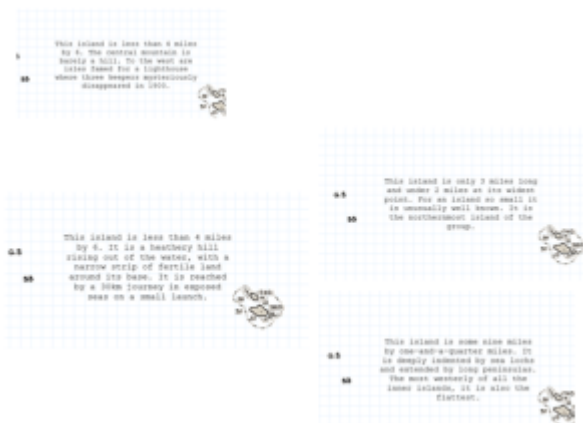 This island is less than 4 miles
by 6. The central mountain is
barely a hill. To the west are
isles famed for a lighthouse
where three keepers mysteriously
disappeared in 1900.
This island is only 3 miles long
and under 2 miles at its widest
point. For an island so small it
is unusually well known. It is
the northernmost island of the
group.
G.5
SB
This island is less than 4 miles
by 6. It is a heathery hill
rising out of the water, with a
narrow strip of fertile land
around its base. It is reached
by a 30km journey in exposed
seas on a small launch.
G.5
SB
This island is some nine miles
by one-and-a-quarter miles. It
is deeply indented by sea lochs
and extended by long peninsulas.
The most westerly of all the
inner islands, it is also the
flattest.
G.5
SB